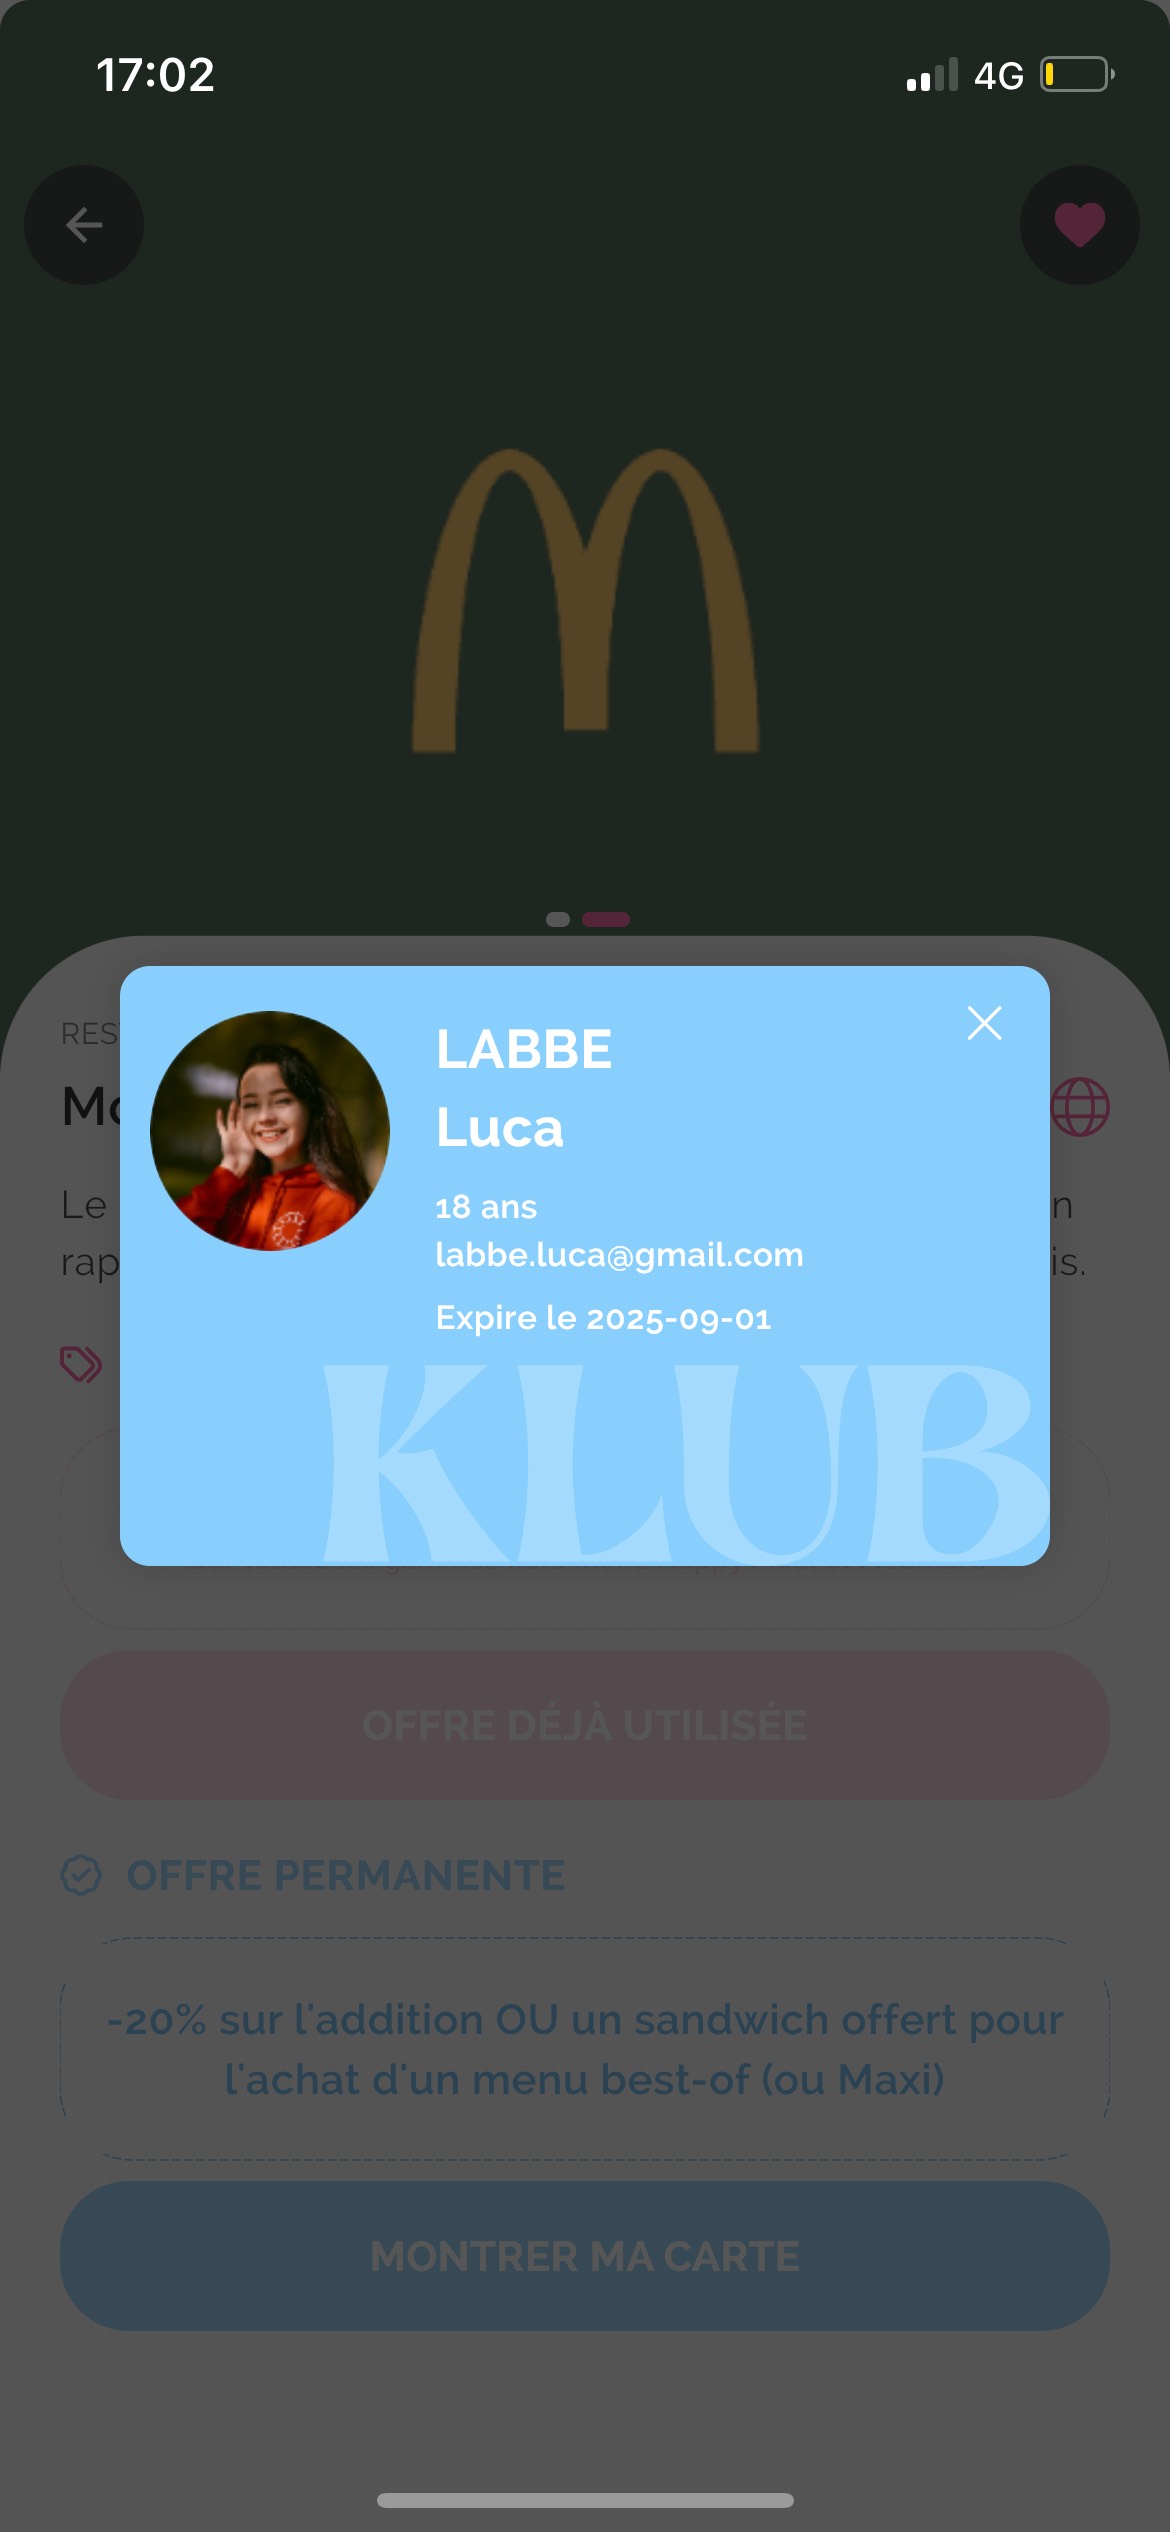 17:02
4G
LABBE
Luca
18 ans
labbe.luca@gmail.com
Expire le 2025-09-01
KLUB
Le
rap
is.
OFFRE DÉJÀ UTILISÉE
OFFRE PERMANENTE
-20% sur l'addition OU un sandwich offert pour
l'achat d'un menu best-of (ou Maxi)
MONTRER MA CARTE